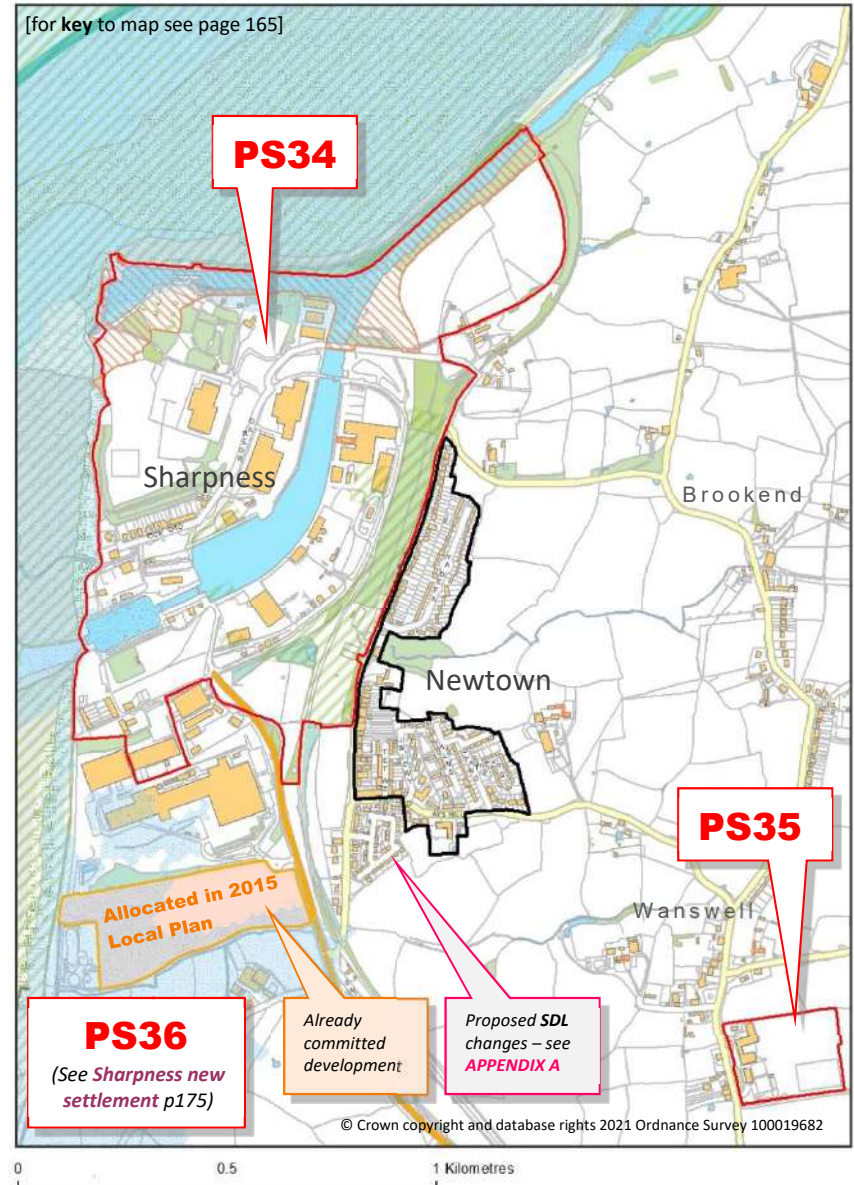 [for key to map see page 165]
PS34
Sharpness
Brookend
Newtown
PS35
Wanswell
Allocated in 2015
Local Plan
PS36
(See Sharpness new
settlement p175)
Already
committed
development
Proposed SDL
changes – see
APPENDIX A
© Crown copyright and database rights 2021 Ordnance Survey 100019682
0 0.5 1 Kilometres